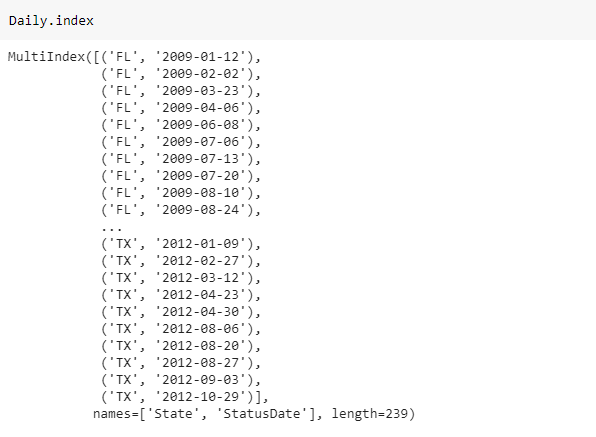 Daily.index
MultiIndex([('FL', '2009-01-12'),
('FL', '2009-02-02'),
('FL', '2009-03-23'),
('FL', '2009-04-06'),
('FL', '2009-06-08'),
('FL', '2009-07-06'),
('FL', '2009-07-13'),
('FL', '2009-07-20'),
('FL', '2009-08-10'),
('FL', '2009-08-24'),
...
('TX', '2012-01-09'),
('TX', '2012-02-27'),
('TX', '2012-03-12'),
('TX', '2012-04-23'),
('TX', '2012-04-30'),
('TX', '2012-08-06'),
('TX', '2012-08-20'),
('TX', '2012-08-27'),
('TX', '2012-09-03'),
('TX', '2012-10-29')],
names=['State', 'StatusDate'], length=239)